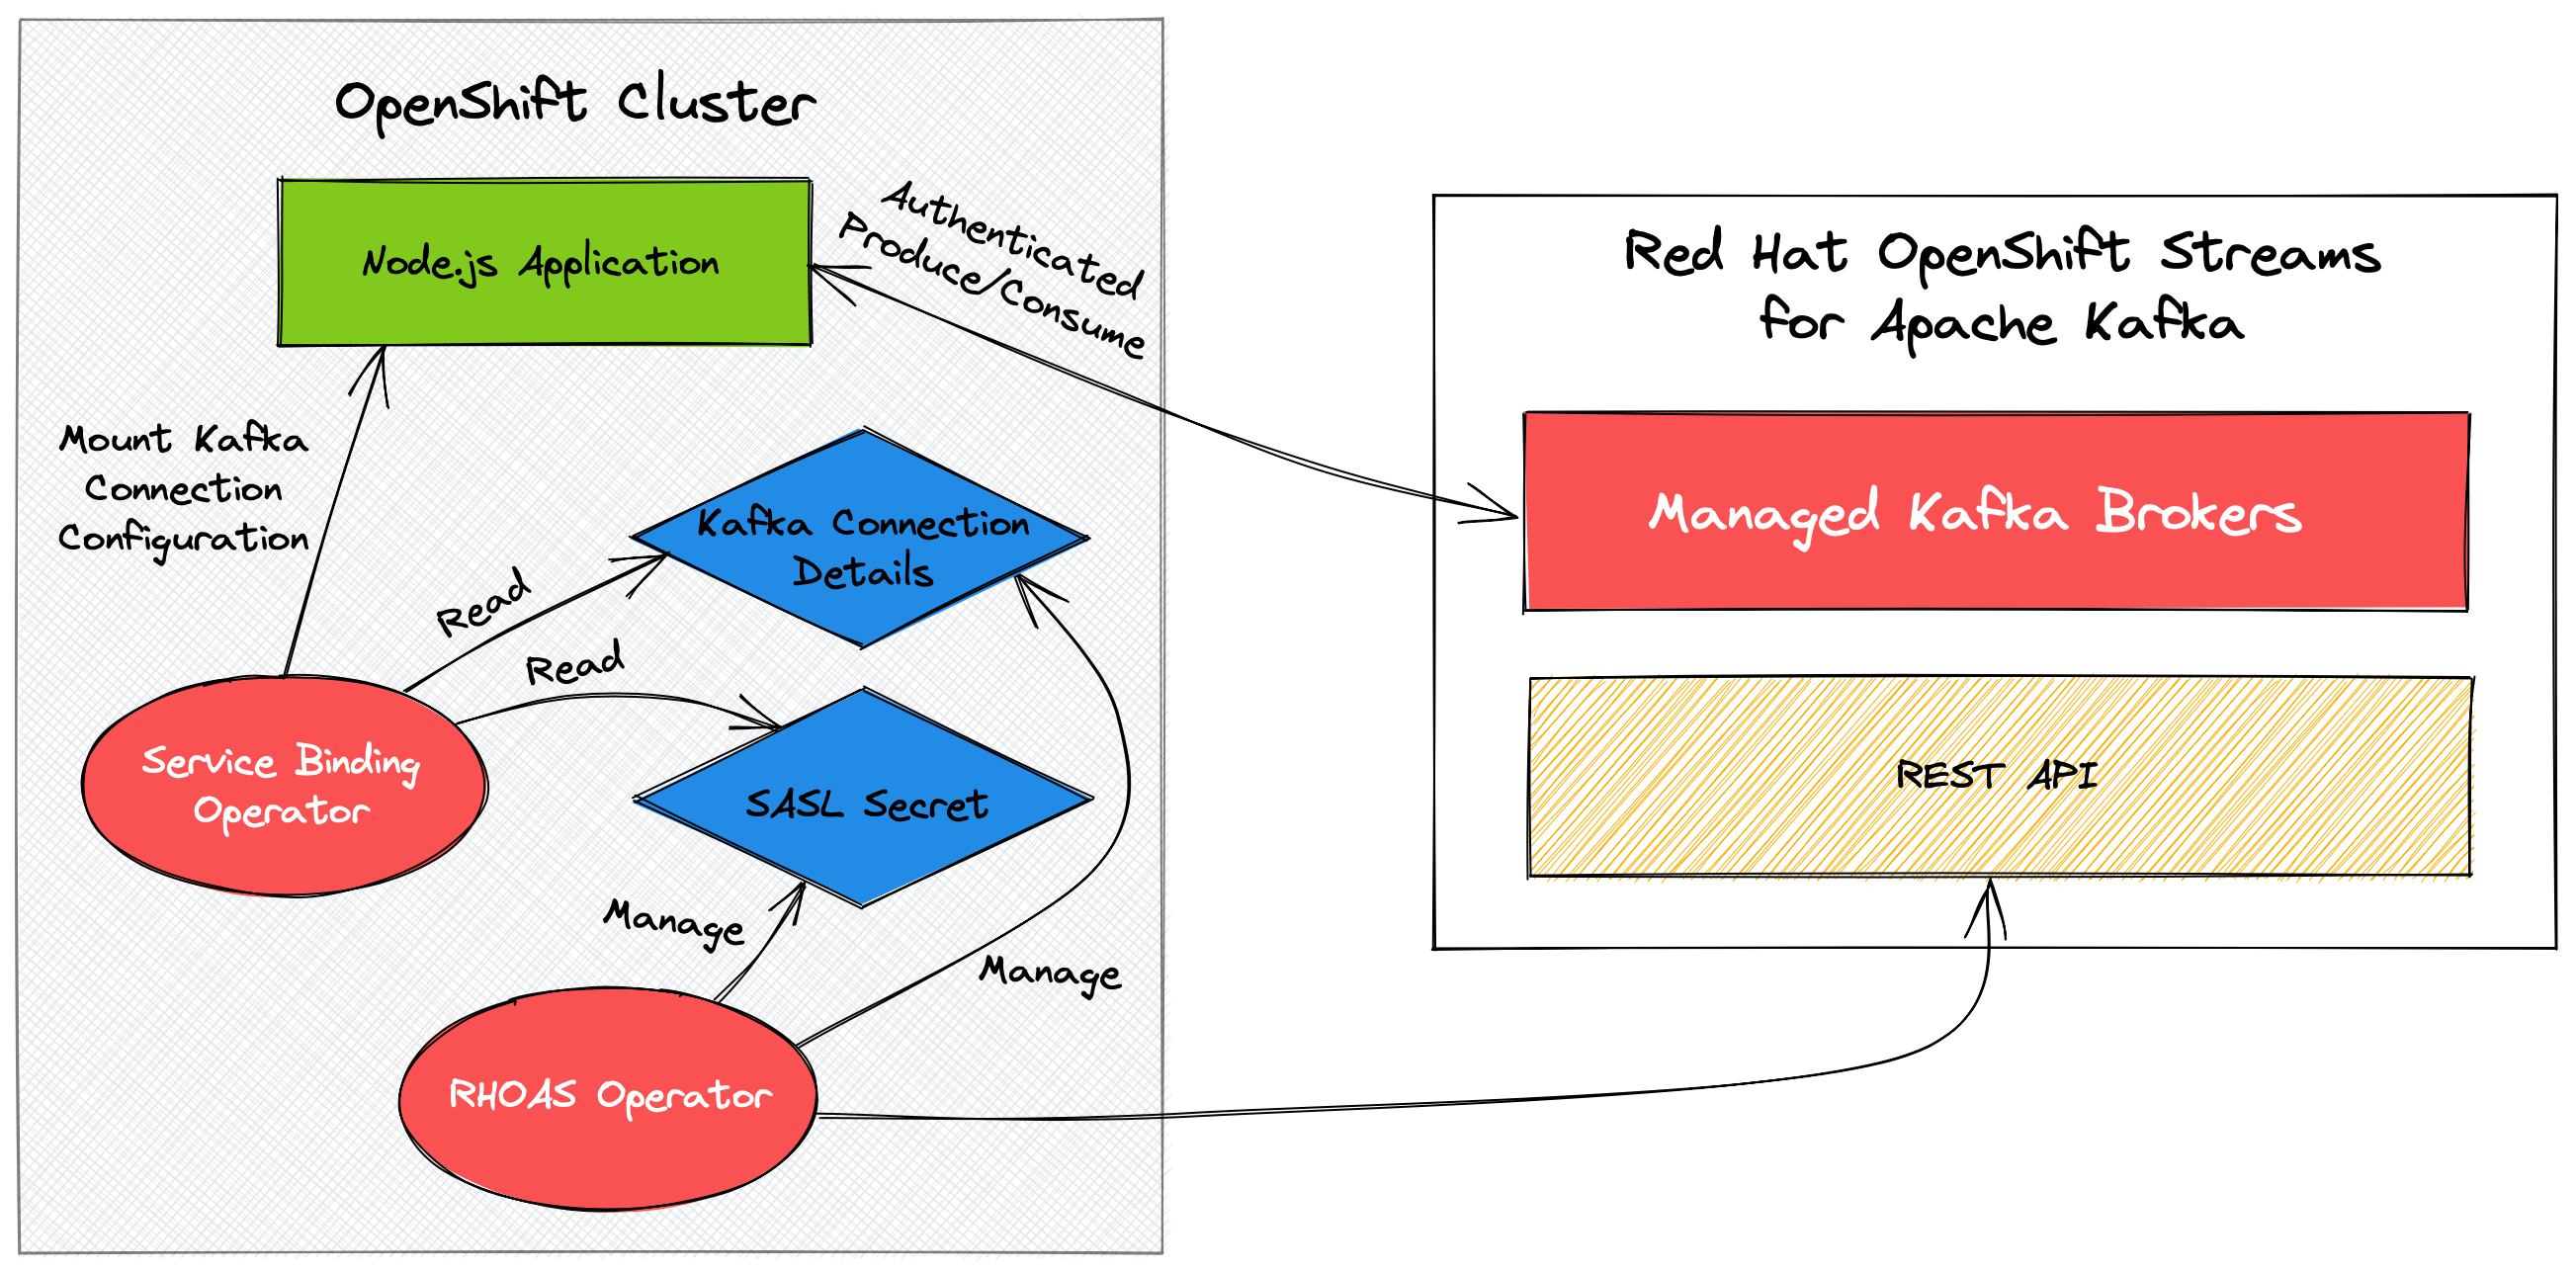 OpenShift Cluster
Node.js Application
Authenticated
Produce/Consume
Mount Kafka
Connection
Configuration
Kafka Connection
Details
Read
Read
Service Binding
Operator
SASL Secret
Manage
Manage
RHOAS Operator
Red Hat OpenShift Streams
for Apache Kafka
Managed Kafka Brokers
REST API